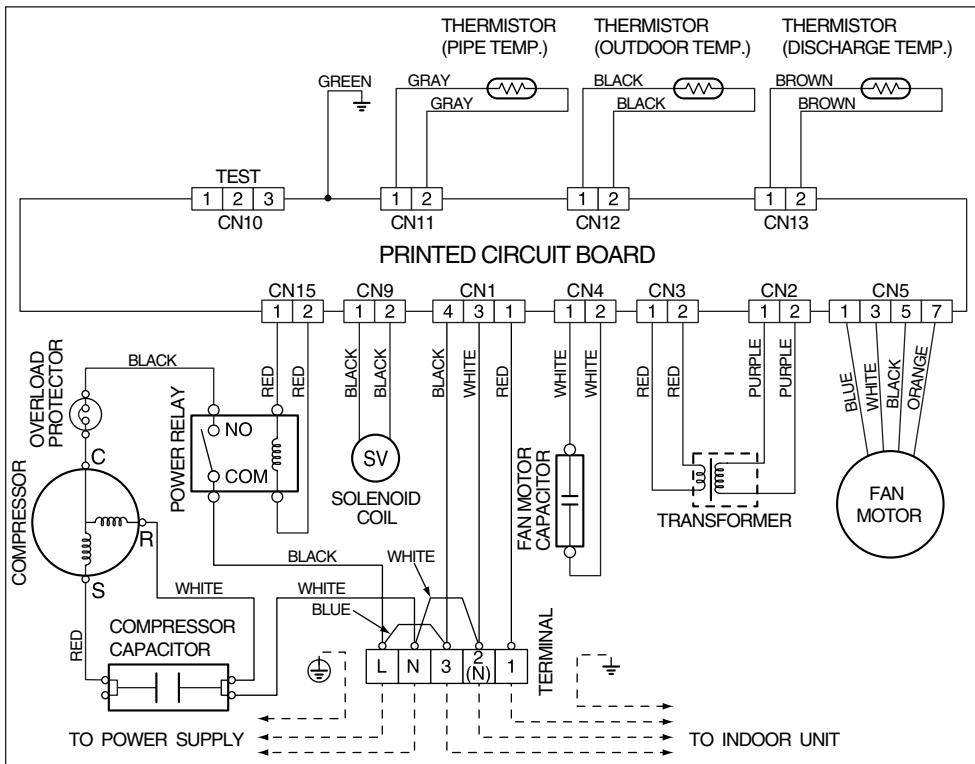 THERMISTOR
(PIPE TEMP.)
THERMISTOR
(OUTDOOR TEMP.)
THERMISTOR
(DISCHARGE TEMP.)
GREEN
GRAY
GRAY
BLACK
BLACK
BROWN
BROWN
TEST
1 2 3
CN10
1 2
CN11
1 2
CN12
1 2
CN13
PRINTED CIRCUIT BOARD
CN15
1 2
CN9
1 2
CN1
4 3 1
CN4
1 2
CN3
1 2
CN2
1 2
CN5
1 3 5 7
BLACK
RED
RED
BLACK
BLACK
BLACK
WHITE
RED
WHITE
WHITE
RED
RED
PURPLE
PURPLE
BLUE
WHITE
BLACK
ORANGE
OVERLOAD
PROTECTOR
POWER RELAY
NO
COM
SV
SOLENOID
COIL
FAN MOTOR
CAPACITOR
TRANSFORMER
FAN
MOTOR
COMPRESSOR
C
R
S
BLACK
WHITE
WHITE
WHITE
BLUE
RED
COMPRESSOR
CAPACITOR
L N 3 2 (N) 1
TERMINAL
TO POWER SUPPLY
TO INDOOR UNIT